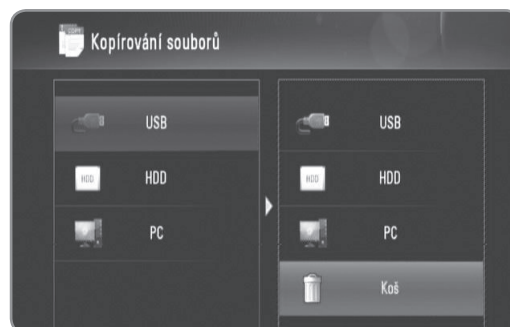 Kopírování souborů
USB
HDD
PC
USB
HDD
PC
Koš